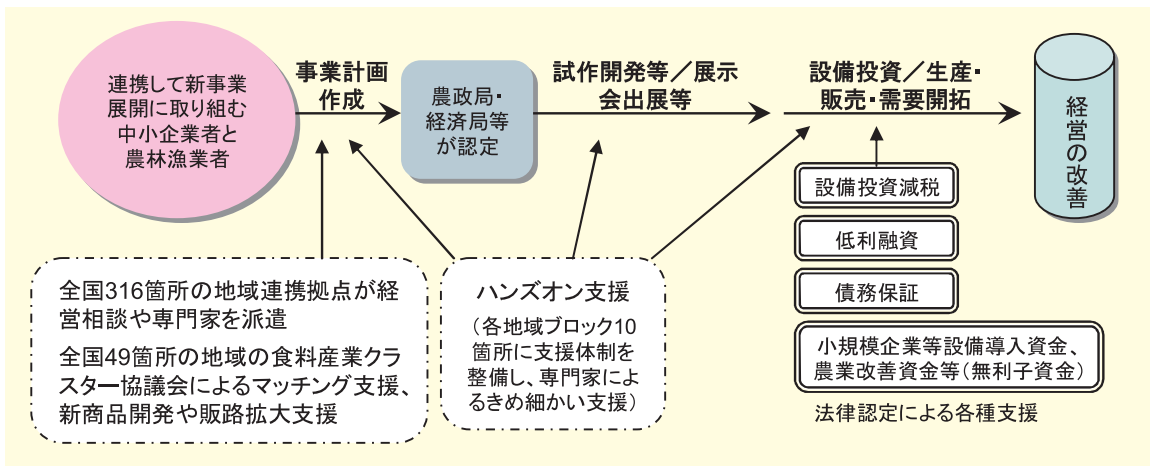 連携して新事業
展開に取り組む
中小企業者と
農林漁業者
事業計画
作成
農政局・
経済局等
が認定
試作開発等／展示
会出展等
設備投資／生産・
販売・需要開拓
経営の改善
全国316箇所の地域連携拠点が経
営相談や専門家を派遣
全国49箇所の地域の食料産業クラ
スター協議会によるマッチング支援、
新商品開発や販路拡大支援
ハンズオン支援
（各地域ブロック10
箇所に支援体制を
整備し、専門家によ
るきめ細かい支援）
設備投資減税
低利融資
債務保証
小規模企業等設備導入資金、
農業改善資金等（無利子資金）
法律認定による各種支援